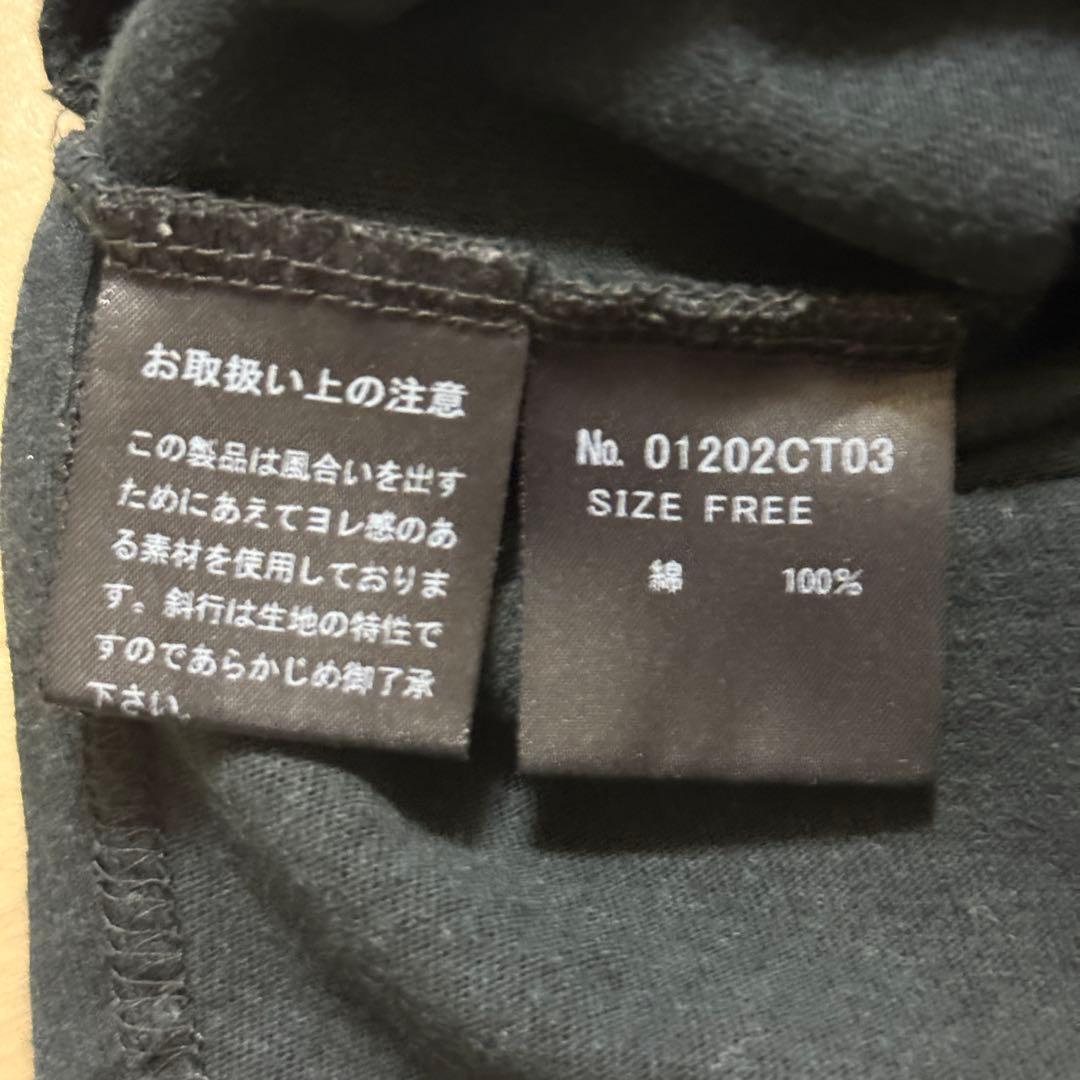 お取扱い上の注意
この製品は風合いを出す
ためにあえてヨレ感のあ
る素材を使用しておりま
す。斜行は生地の特性で
すのであらかじめ御了承
下さい。
No. 01202CT03
SIZE FREE
綿 100%